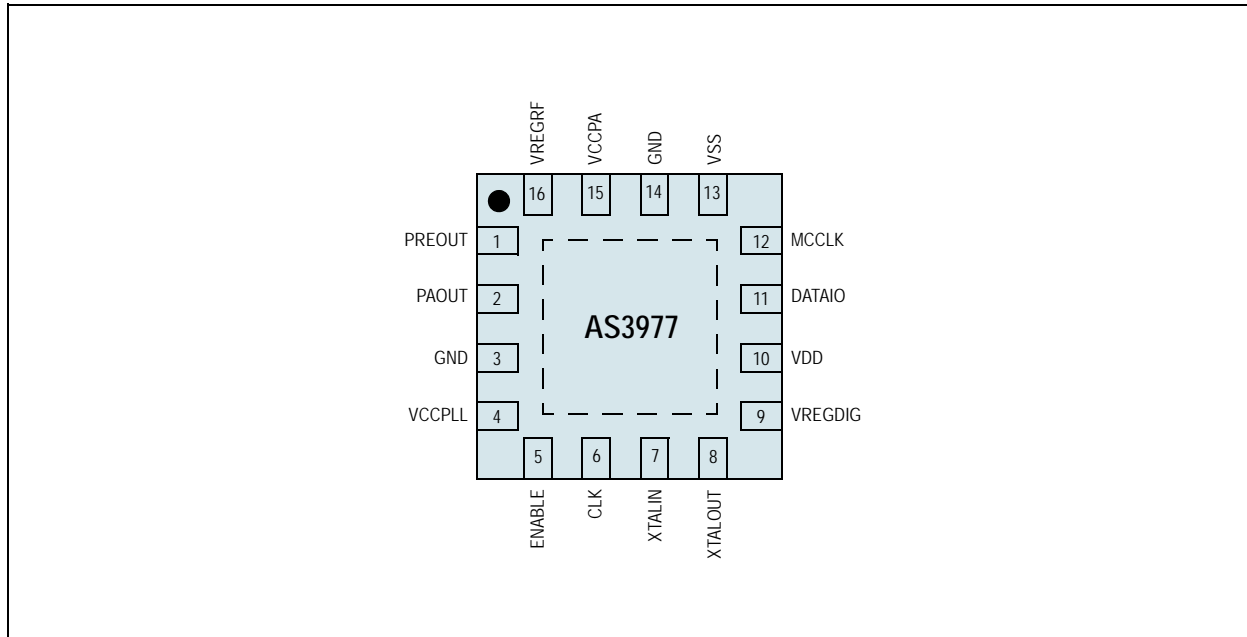 VREGRF VCCPA GND VSS
16 15 14 13
PREOUT 1 12 MCCLK
PAOUT 2 11 DATAIO
AS3977
GND 3 10 VDD
VCCPLL 4 9 VREGDIG
5 6 7 8
ENABLE CLK XTALIN XTALOUT